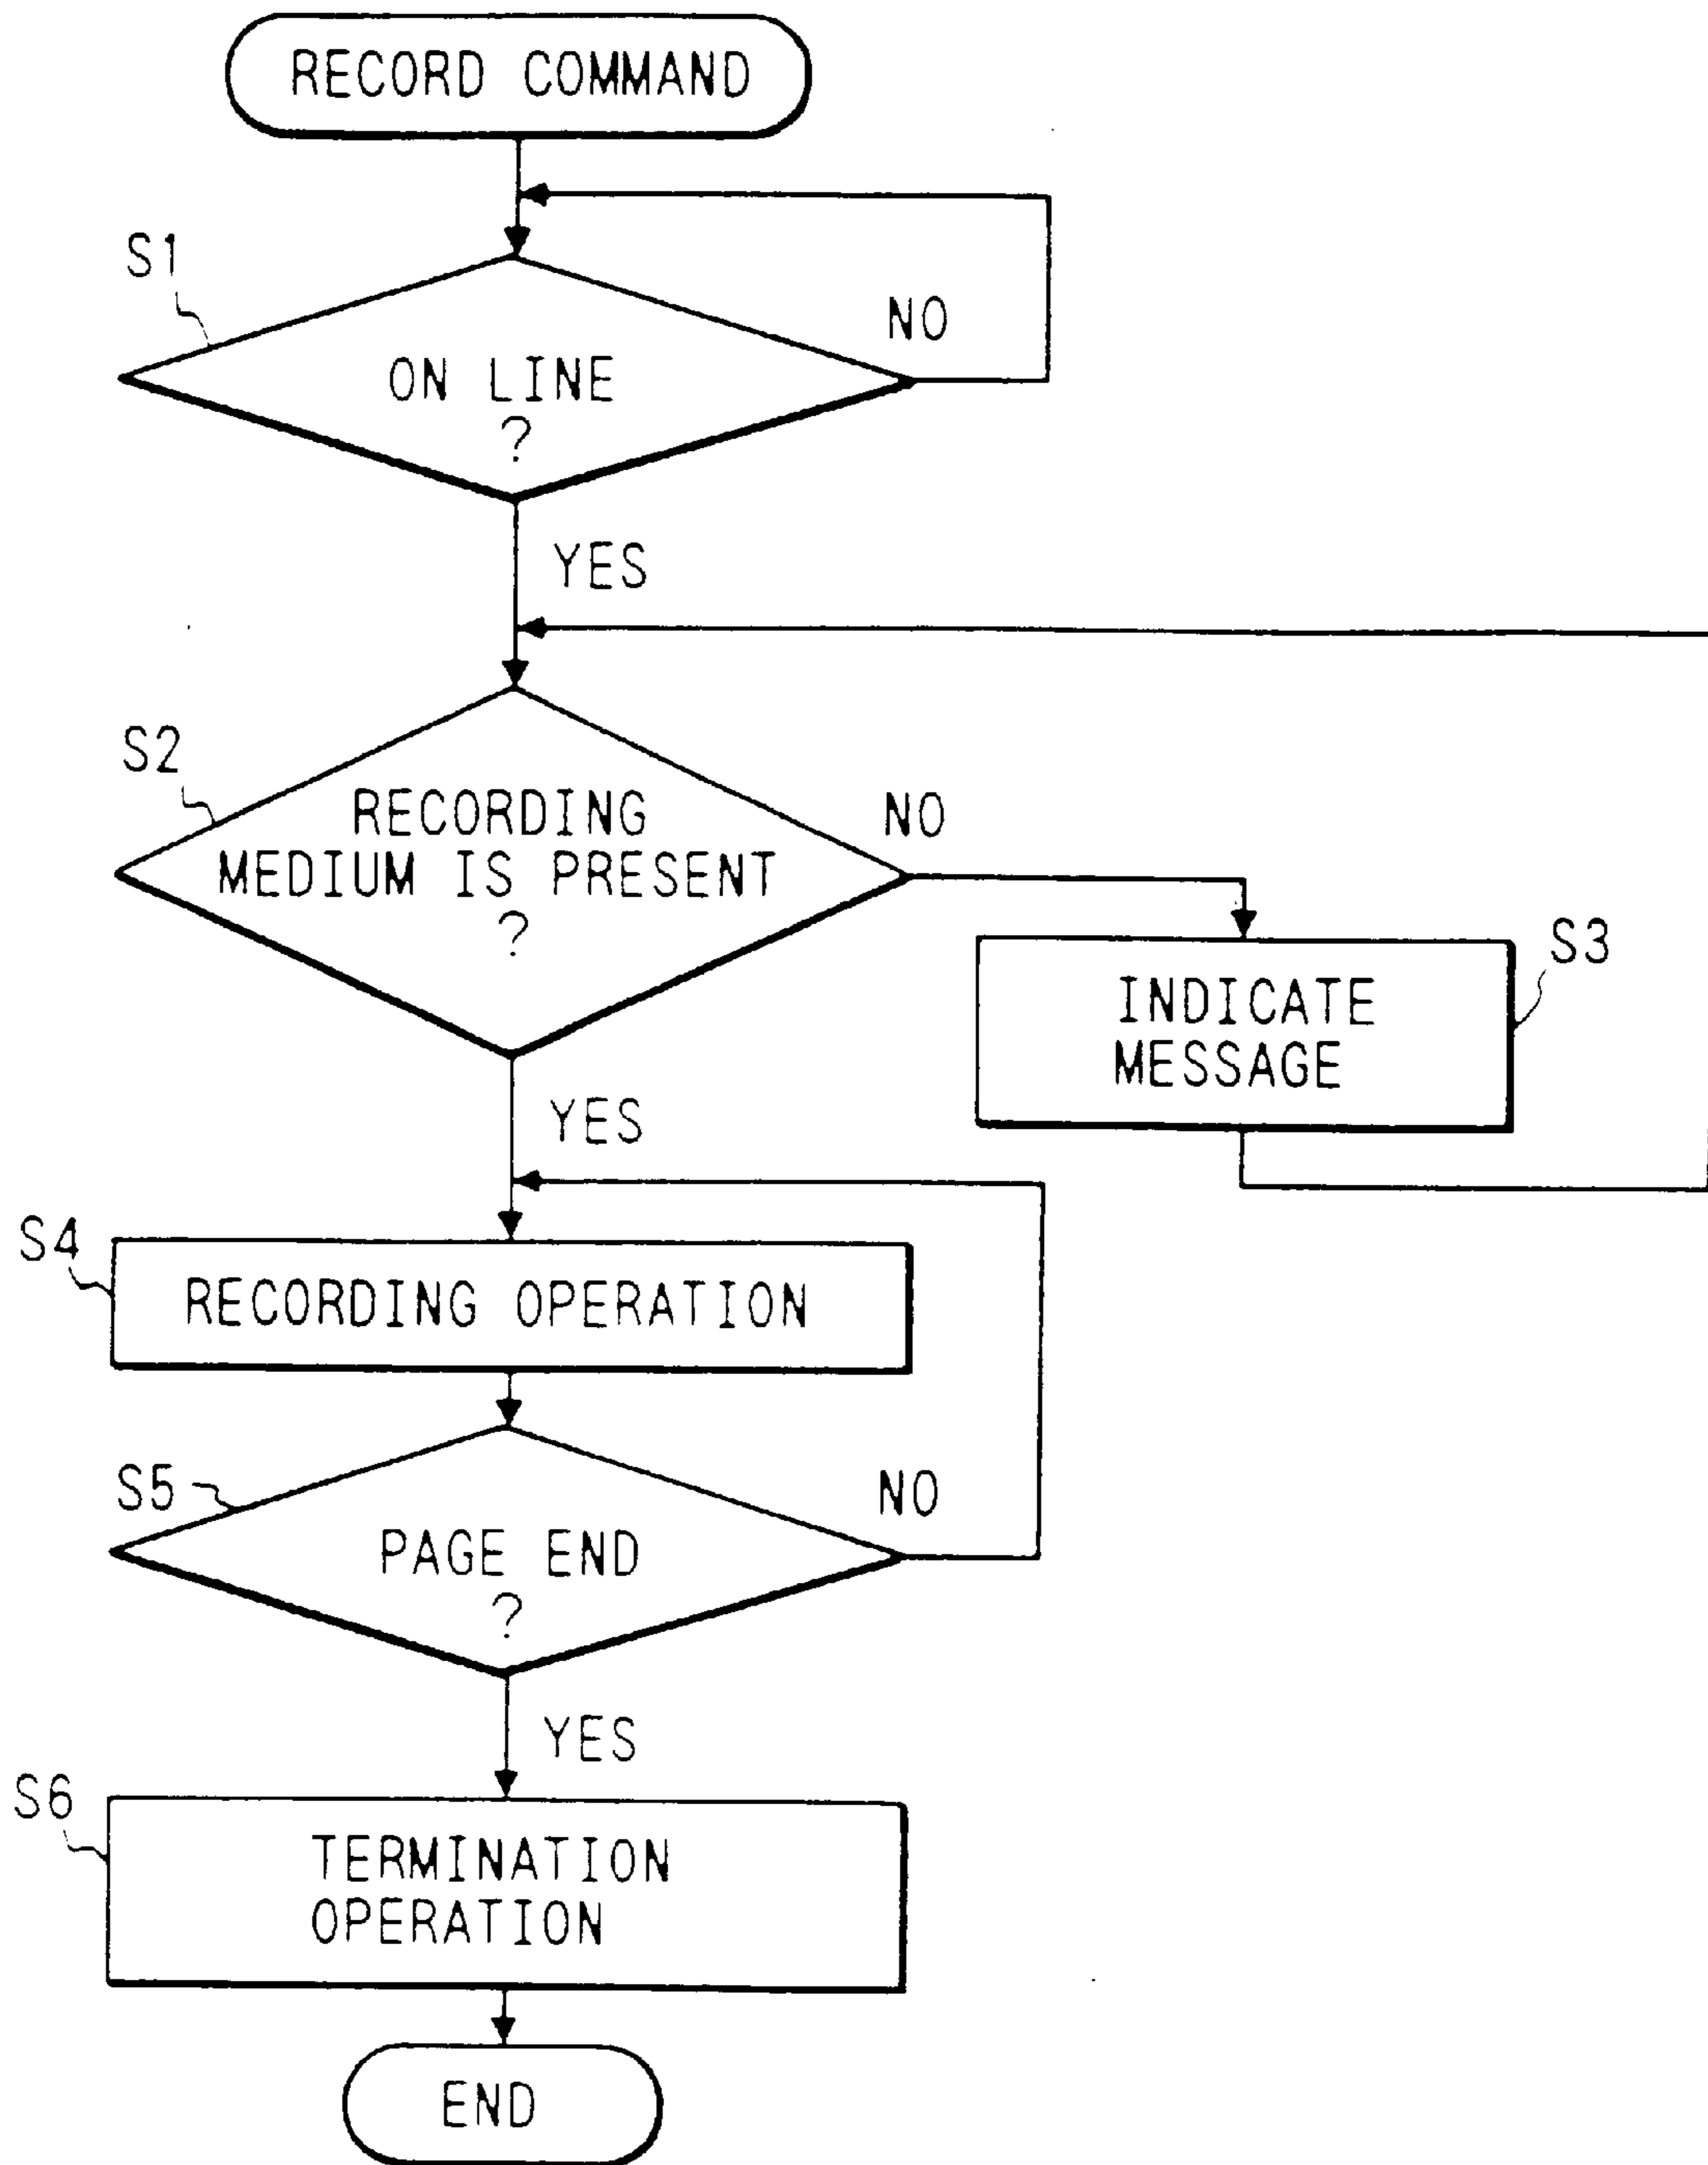 RECORD COMMAND
S1
NO
ON LINE
?
YES
S2
RECORDING
MEDIUM IS PRESENT
?
NO
S3
INDICATE
MESSAGE
YES
S4
RECORDING OPERATION
S5
NO
PAGE END
?
YES
S6
TERMINATION
OPERATION
END